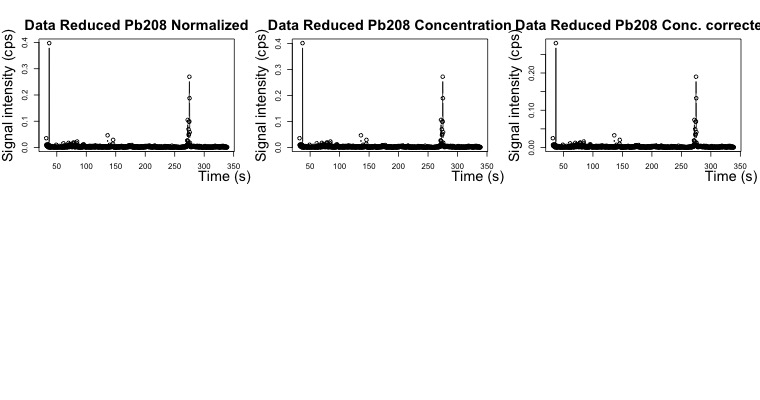 Data Reduced Pb208 Normalized
Signal intensity (cps)
0.0 0.1 0.2 0.3 0.4
50 100 150 200 250 300 350
Time (s)
Data Reduced Pb208 Concentration
Signal intensity (cps)
0.0 0.1 0.2 0.3 0.4
50 100 150 200 250 300 350
Time (s)
Data Reduced Pb208 Conc. correcte
Signal intensity (cps)
0.00 0.10 0.20
50 100 150 200 250 300 350
Time (s)